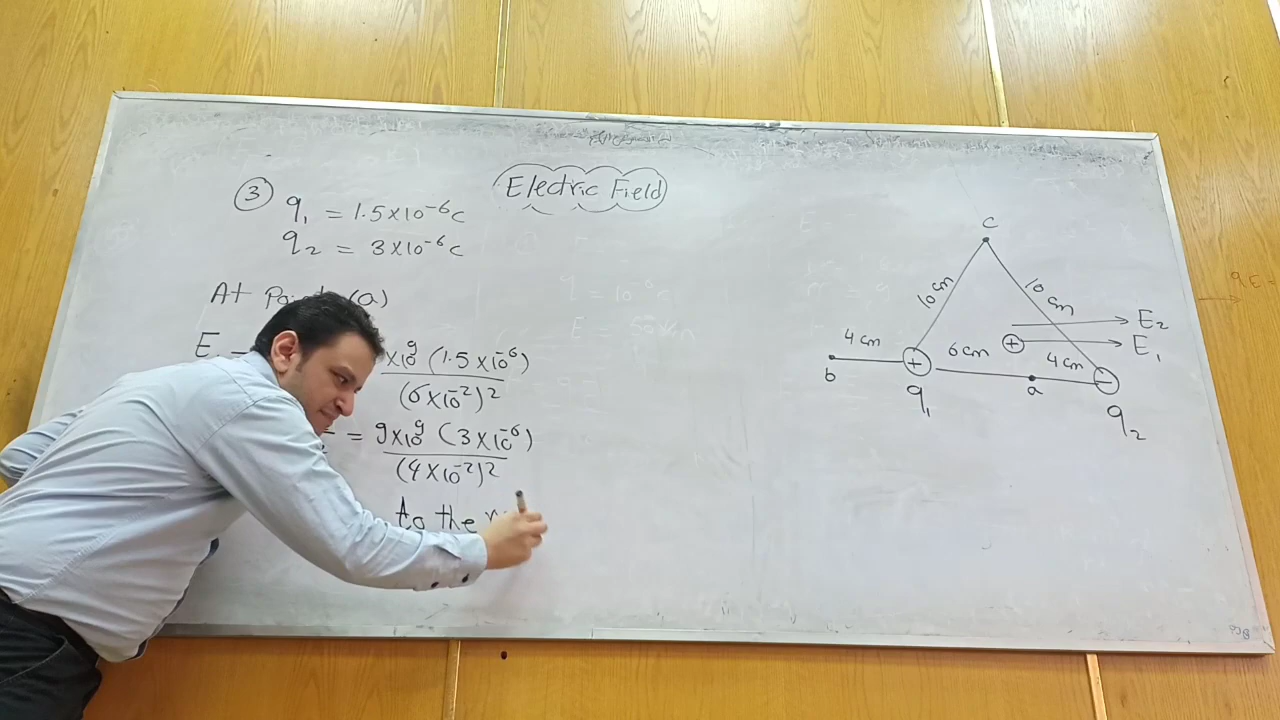 Electric Field
③ q₁ = 1.5×10⁻⁶c
q₂ = 3×10⁻⁶c
At (a)
E
×10⁹ (1.5×10⁻⁶)
(6×10⁻²)²
= 9×10⁹ (3×10⁻⁶)
(4×10⁻²)²
to the
c
10 cm
10 cm
E₂
+
E₁
4 cm
6 cm
4 cm
b
+
a
−
q₁
q₂